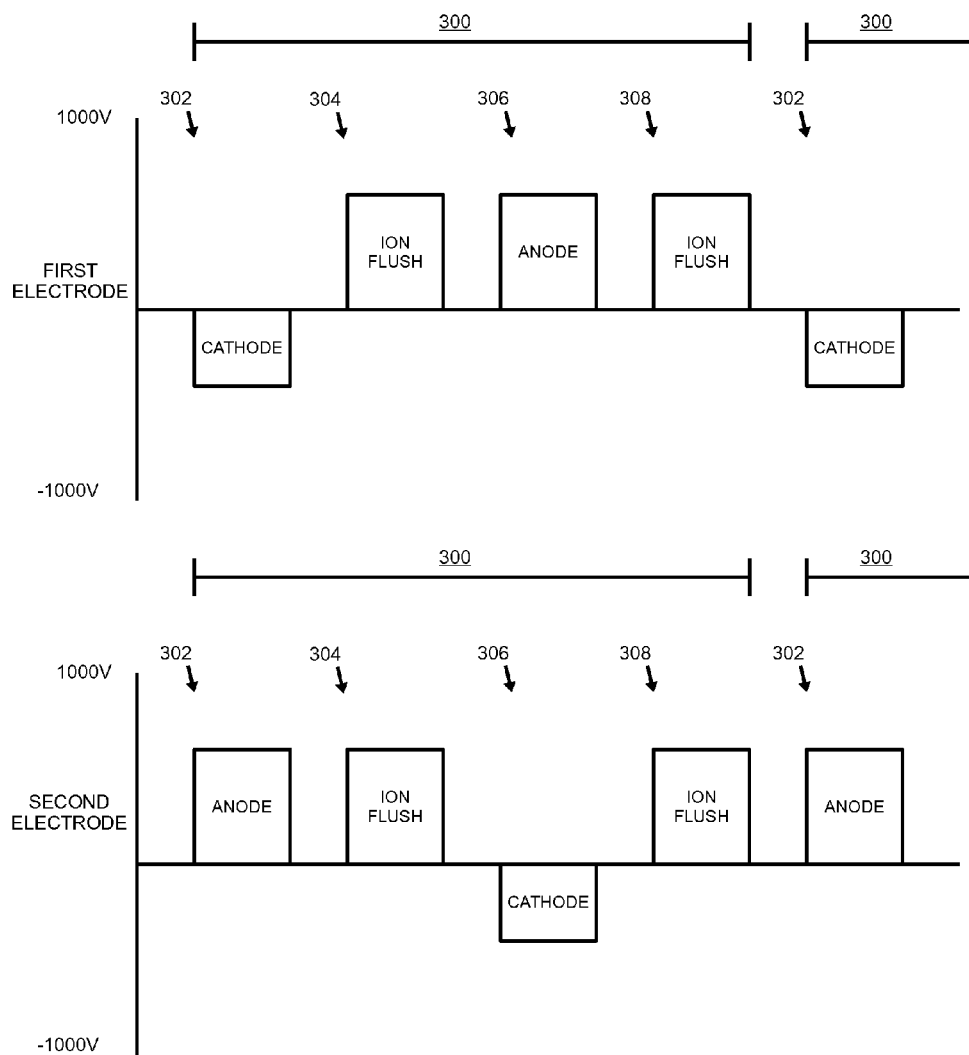 300 300
302 304 306 308 302
1000V
ION
FLUSH
ANODE
ION
FLUSH
FIRST
ELECTRODE
CATHODE CATHODE
-1000V
300 300
302 304 306 308 302
1000V
SECOND
ELECTRODE
ANODE
ION
FLUSH
ION
FLUSH
ANODE
CATHODE
-1000V